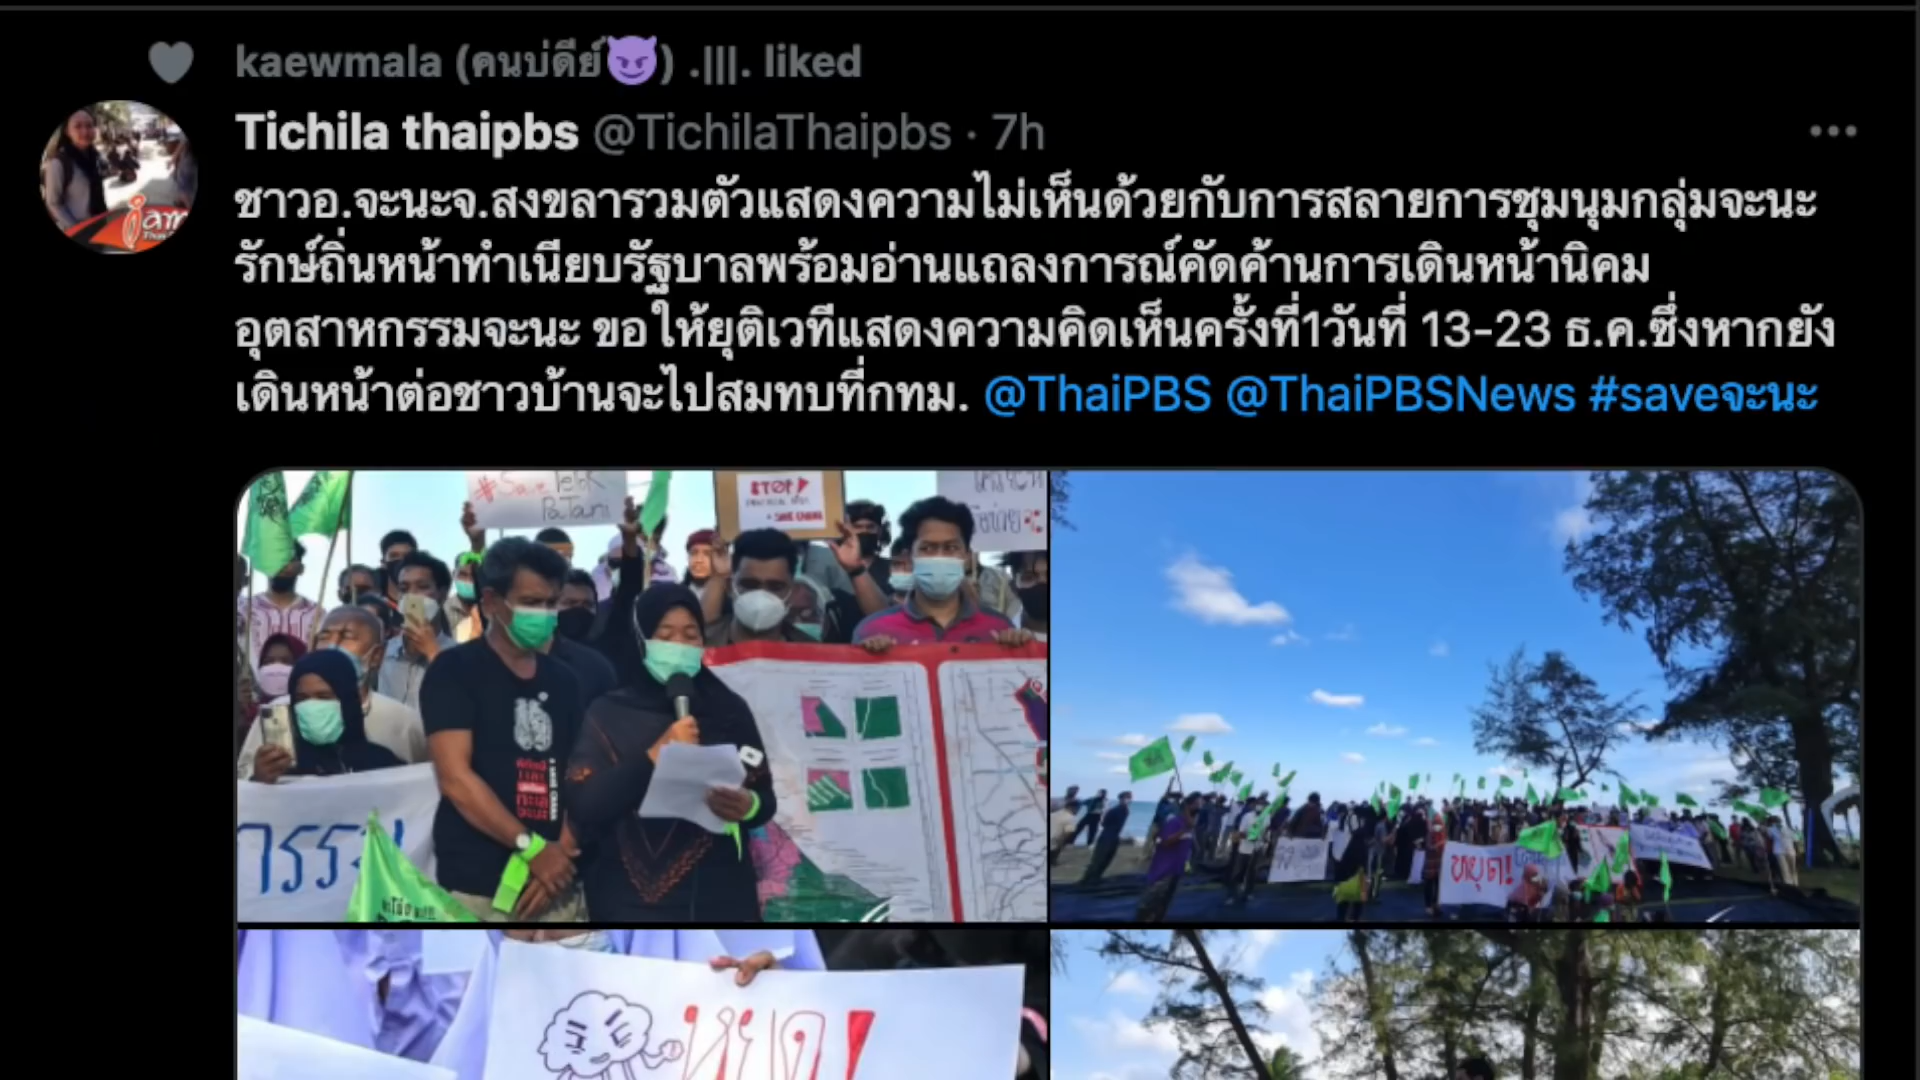 kaewmala (คนบ่ดีย์😈) .|||. liked
Tichila thaipbs @TichilaThaipbs · 7h
ชาวอ.จะนะจ.สงขลารวมตัวแสดงความไม่เห็นด้วยกับการสลายการชุมนุมกลุ่มจะนะ
รักษ์ถิ่นหน้าทำเนียบรัฐบาลพร้อมอ่านแถลงการณ์คัดค้านการเดินหน้านิคม
อุตสาหกรรมจะนะ ขอให้ยุติเวทีแสดงความคิดเห็นครั้งที่1วันที่ 13-23 ธ.ค.ซึ่งหากยัง
เดินหน้าต่อชาวบ้านจะไปสมทบที่กทม. @ThaiPBS @ThaiPBSNews #saveจะนะ
#Save Telok
Patani
STOP
หยุด!
หยุด!